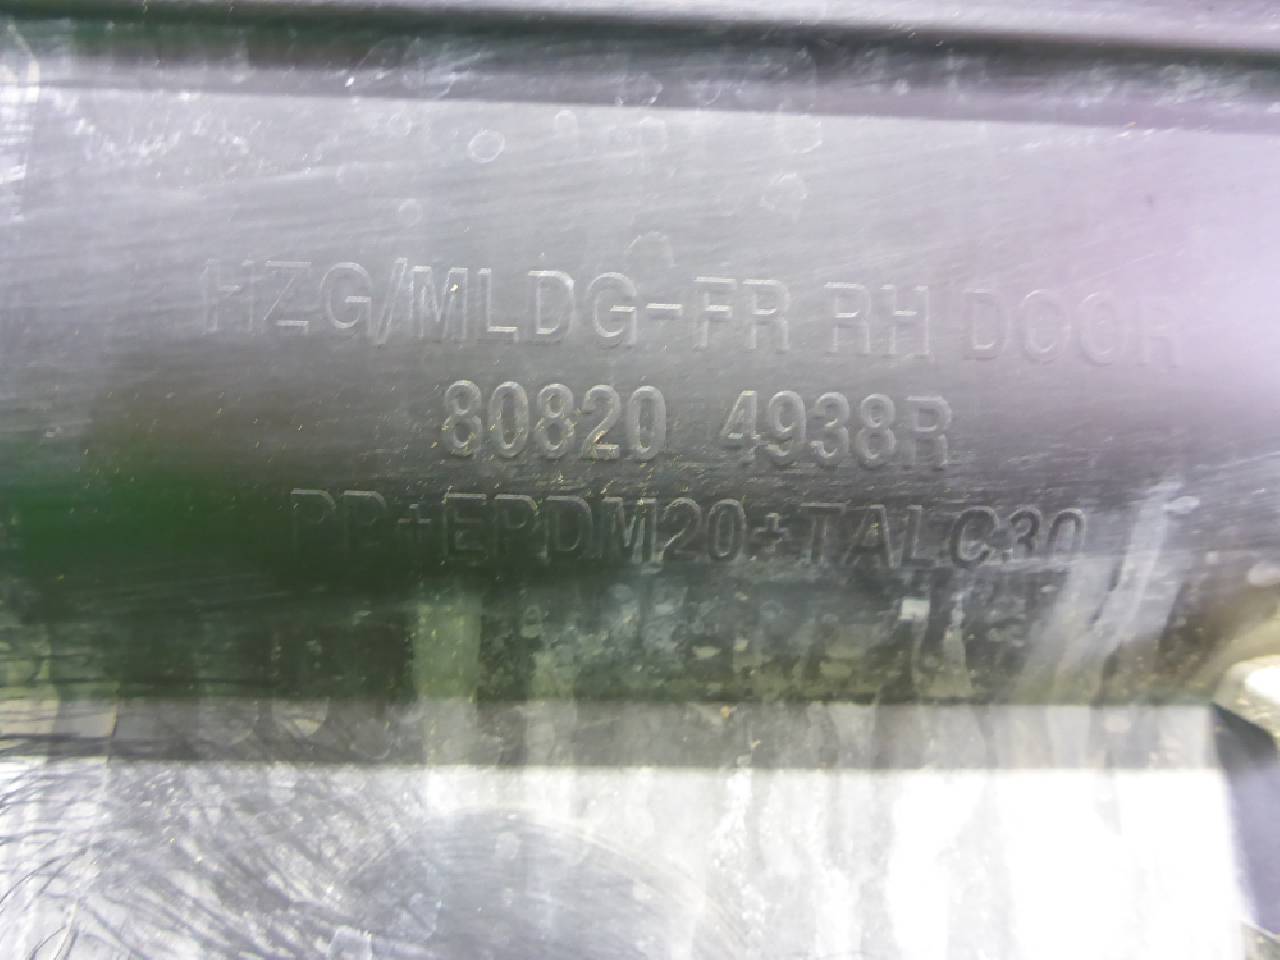 HZG/MLDG-FR RH DOOR
80820 4938R
PP+EPDM20+TALC30